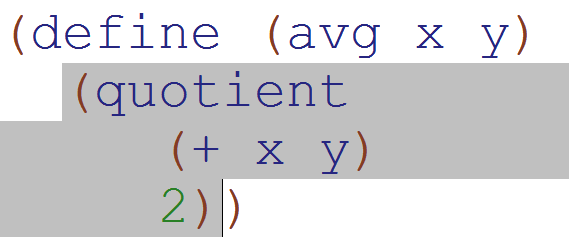 (define (avg x y)
(quotient
(+ x y)
2))